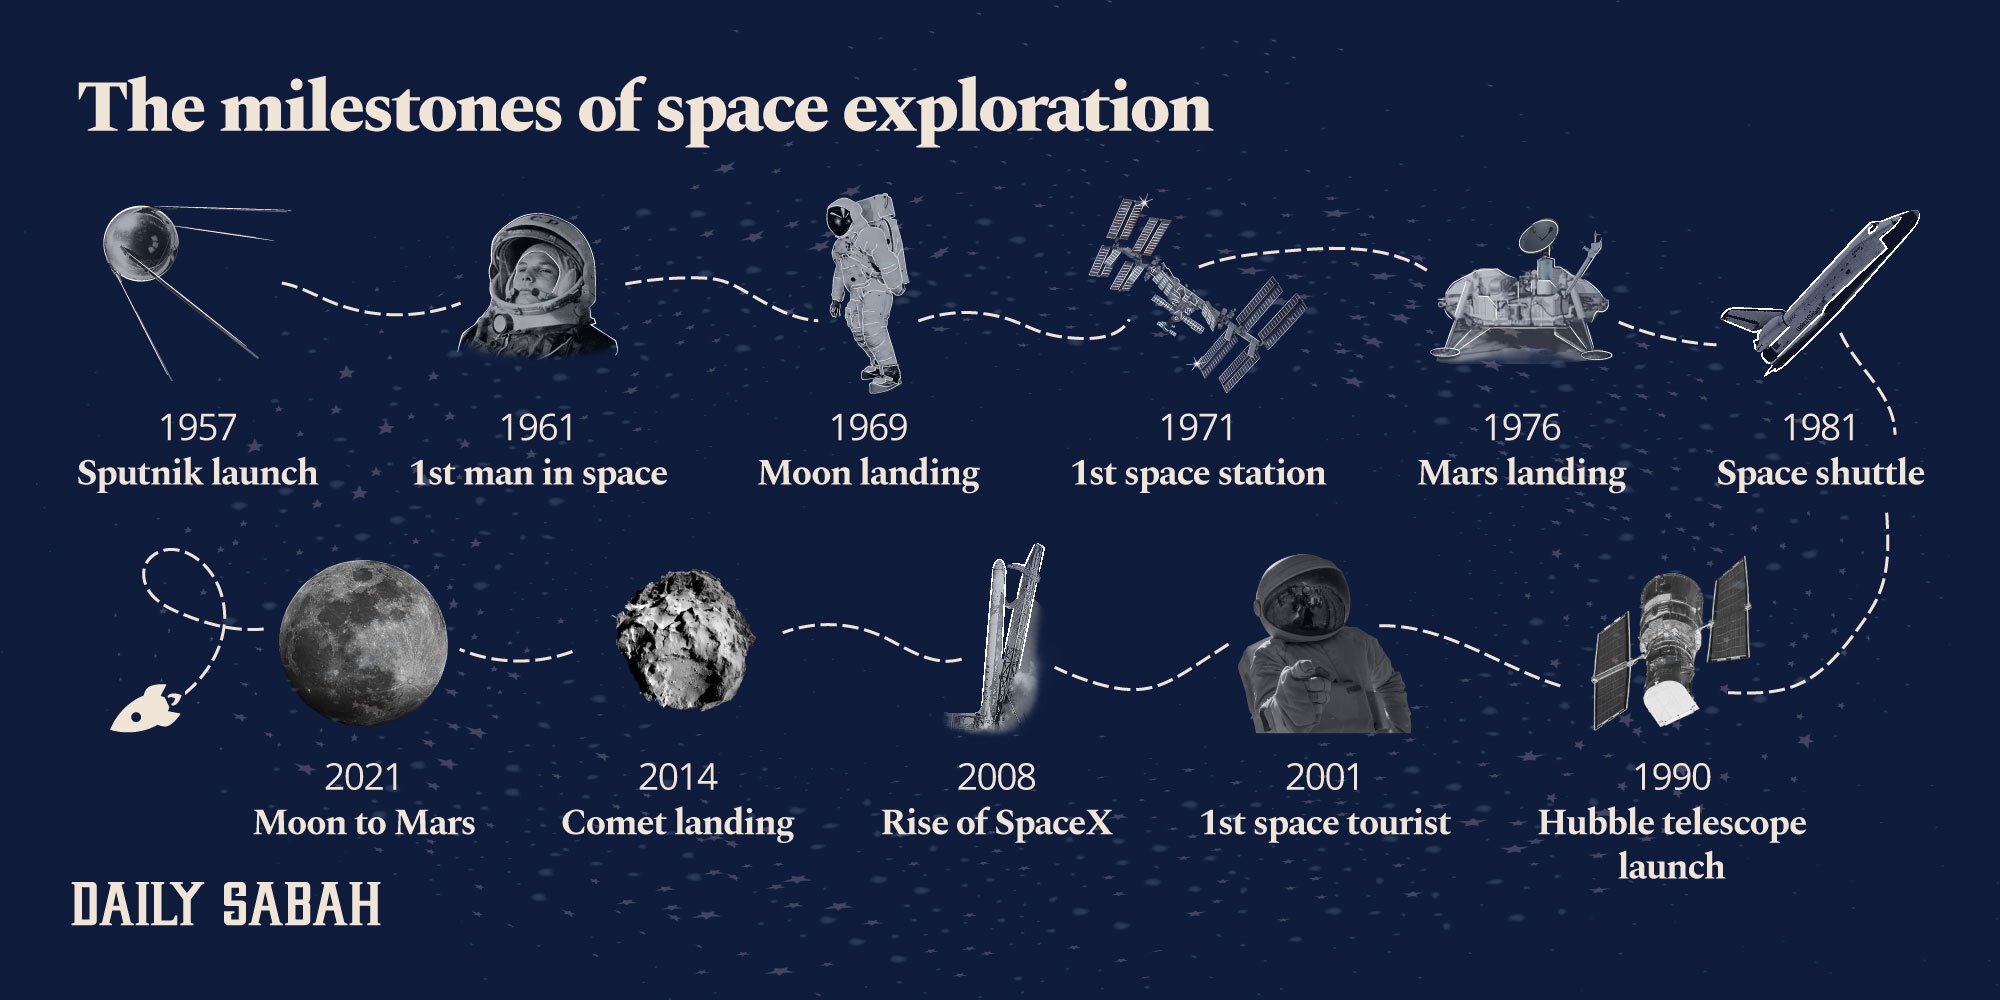 The milestones of space exploration
1957
Sputnik launch
1961
1st man in space
1969
Moon landing
1971
1st space station
1976
Mars landing
1981
Space shuttle
2021
Moon to Mars
2014
Comet landing
2008
Rise of SpaceX
2001
1st space tourist
1990
Hubble telescope
launch
DAILY SABAH